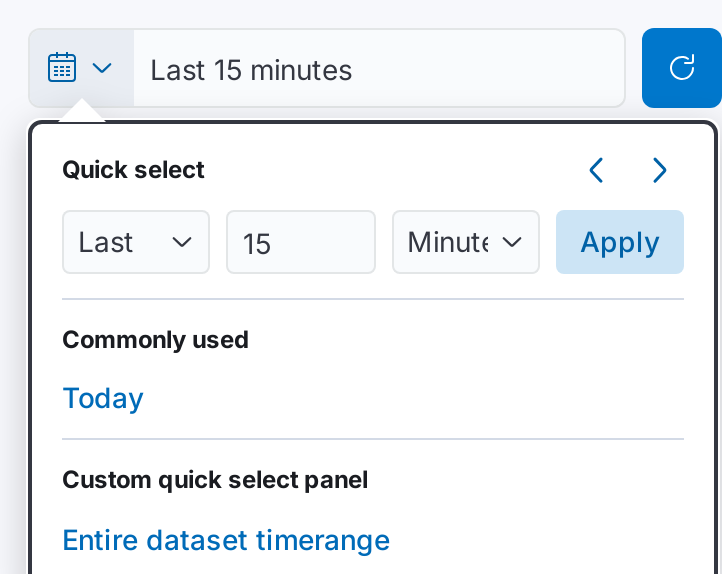 Last 15 minutes
Quick select
Last 15 Minute Apply
Commonly used
Today
Custom quick select panel
Entire dataset timerange